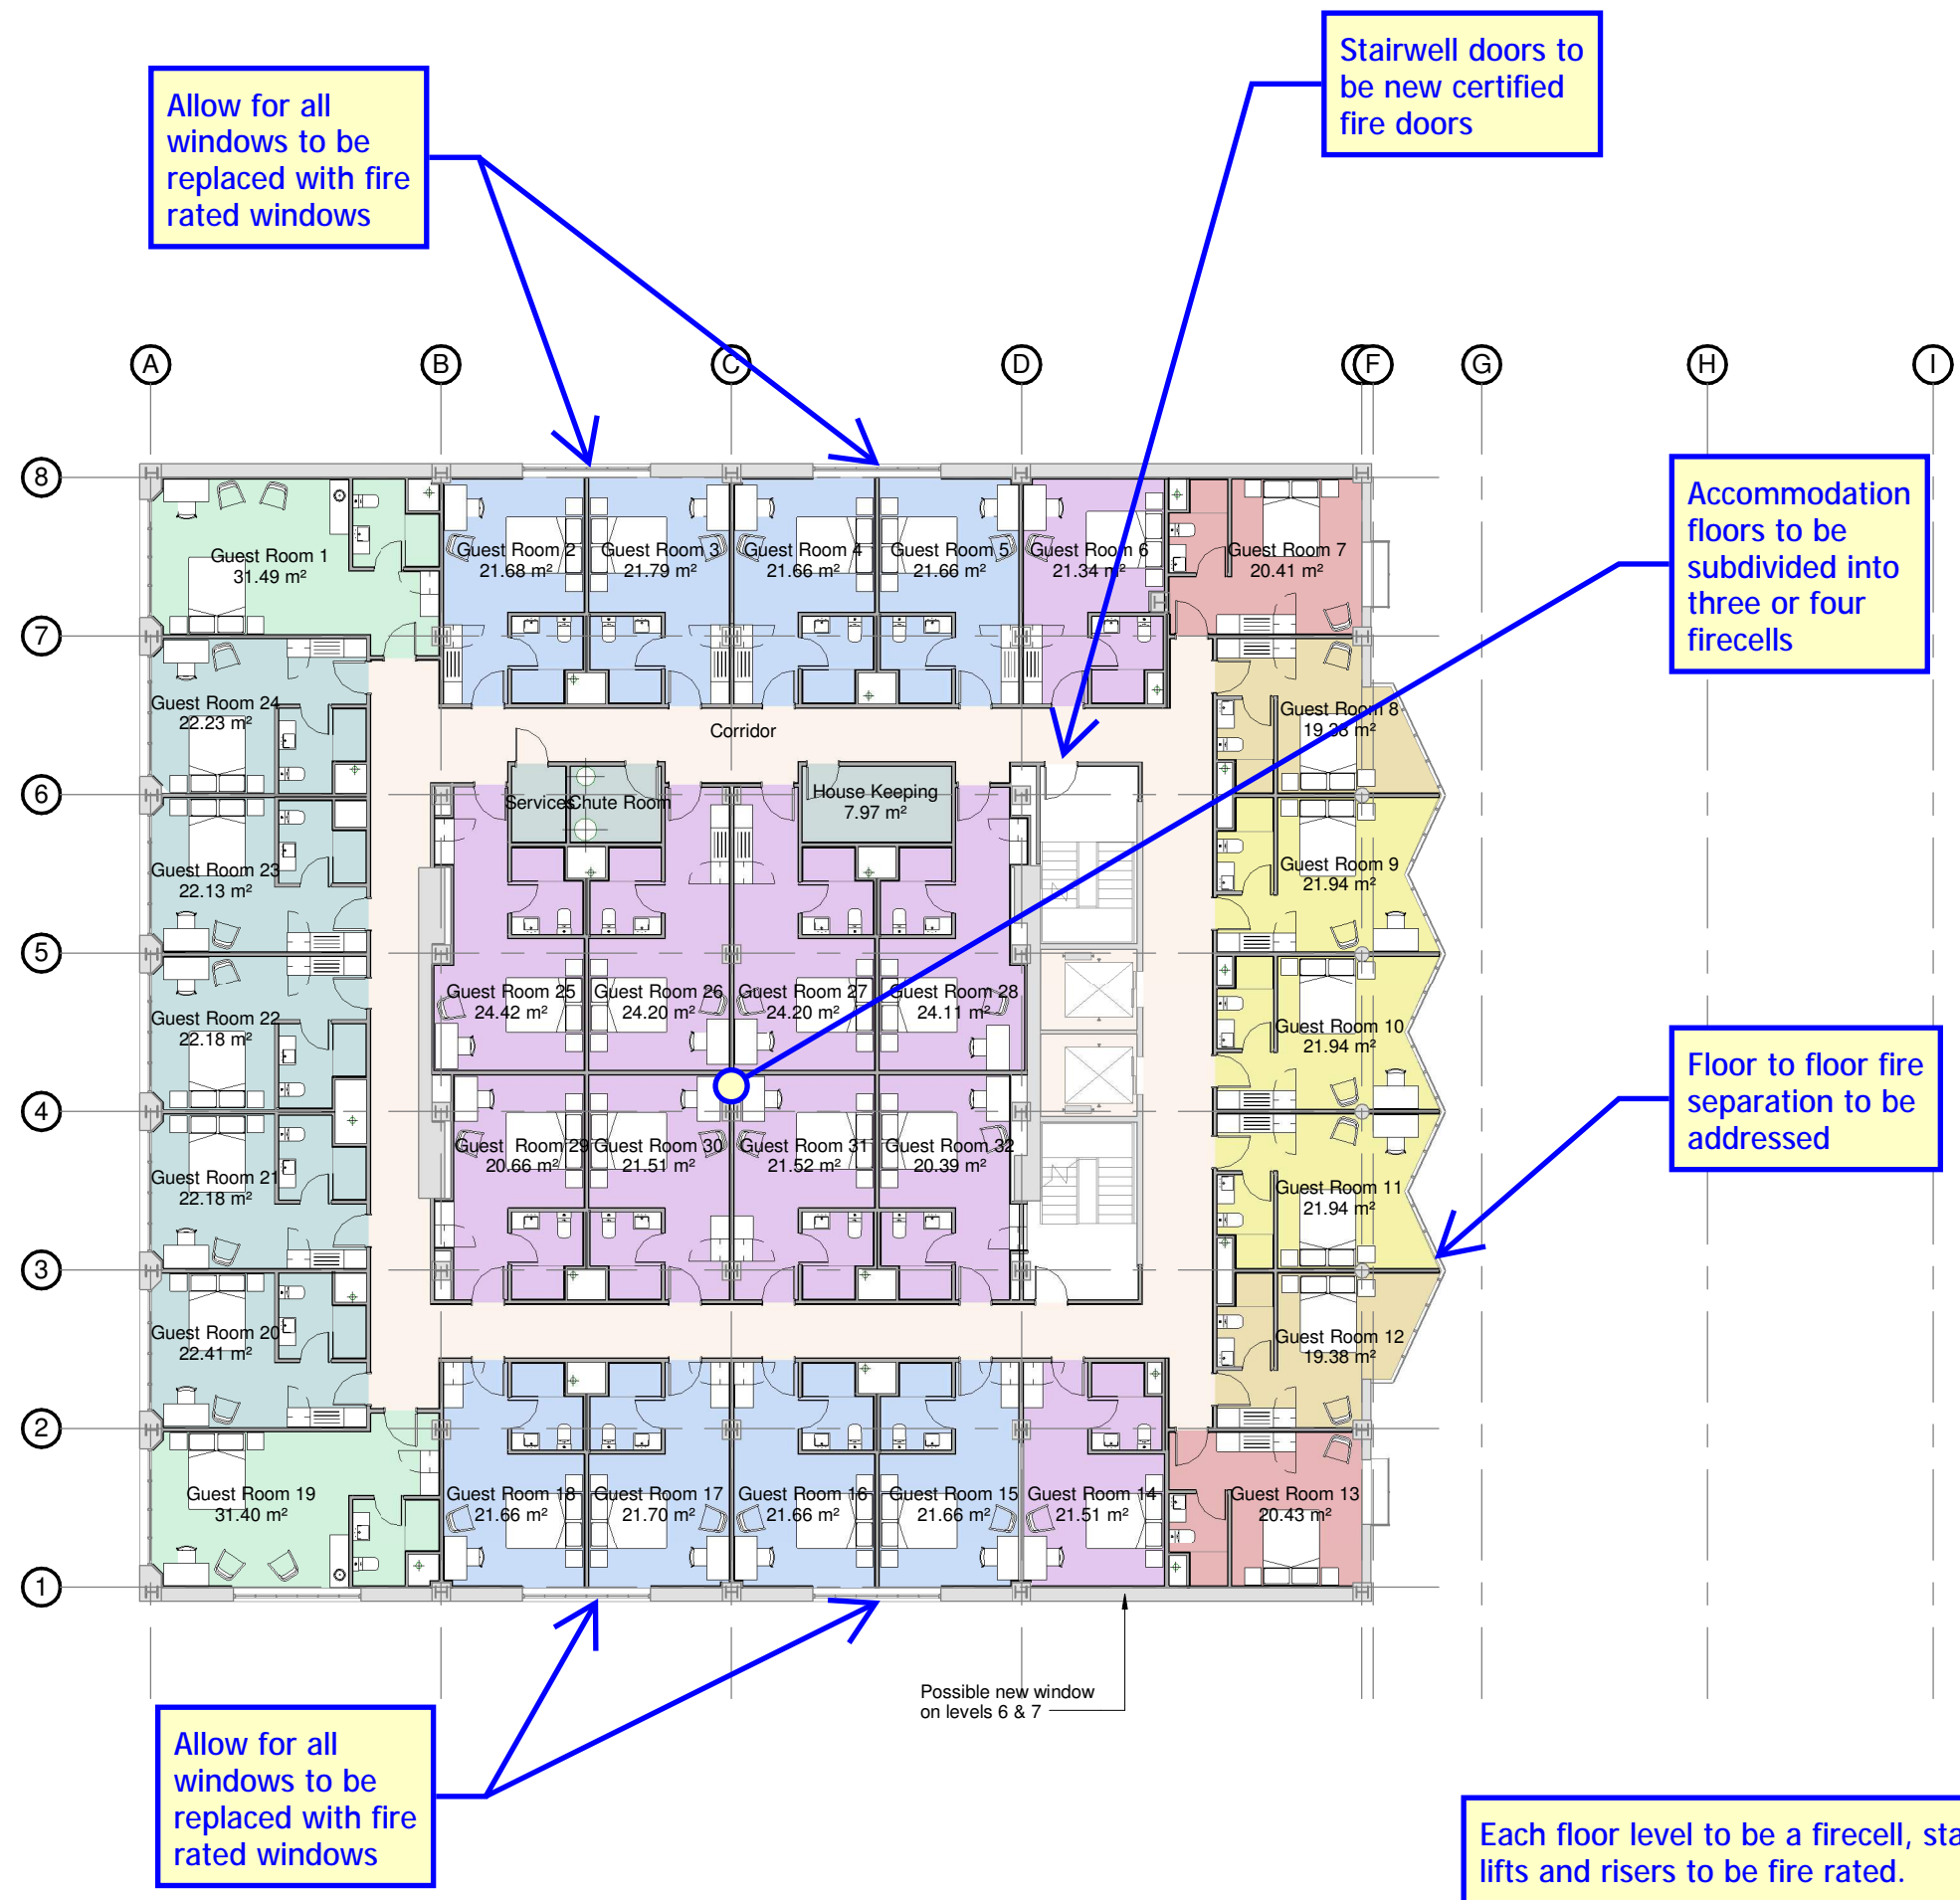 Stairwell doors to
be new certified
fire doors
Allow for all
windows to be
replaced with fire
rated windows
A
B
C
D
F
G
H
I
Accommodation
floors to be
subdivided into
three or four
firecells
8
7
6
5
4
3
2
1
Guest Room 1
31.49 m²
Guest Room 2
21.68 m²
Guest Room 3
21.79 m²
Guest Room 4
21.66 m²
Guest Room 5
21.66 m²
Guest Room 6
21.34 m²
Guest Room 7
20.41 m²
Guest Room 24
22.23 m²
Corridor
Guest Room 8
19.38 m²
Services
Chute Room
House Keeping
7.97 m²
Guest Room 23
22.13 m²
Guest Room 9
21.94 m²
Guest Room 22
22.18 m²
Guest Room 25
24.42 m²
Guest Room 26
24.20 m²
Guest Room 27
24.20 m²
Guest Room 28
24.11 m²
Guest Room 10
21.94 m²
Floor to floor fire
separation to be
addressed
Guest Room 21
22.18 m²
Guest Room 29
20.66 m²
Guest Room 30
21.51 m²
Guest Room 31
21.52 m²
Guest Room 32
20.39 m²
Guest Room 11
21.94 m²
Guest Room 20
22.41 m²
Guest Room 12
19.38 m²
Guest Room 19
31.40 m²
Guest Room 18
21.66 m²
Guest Room 17
21.70 m²
Guest Room 16
21.66 m²
Guest Room 15
21.66 m²
Guest Room 14
21.51 m²
Guest Room 13
20.43 m²
Possible new window
on levels 6 & 7
Allow for all
windows to be
replaced with fire
rated windows
Each floor level to be a firecell,
lifts and risers to be fire rated.